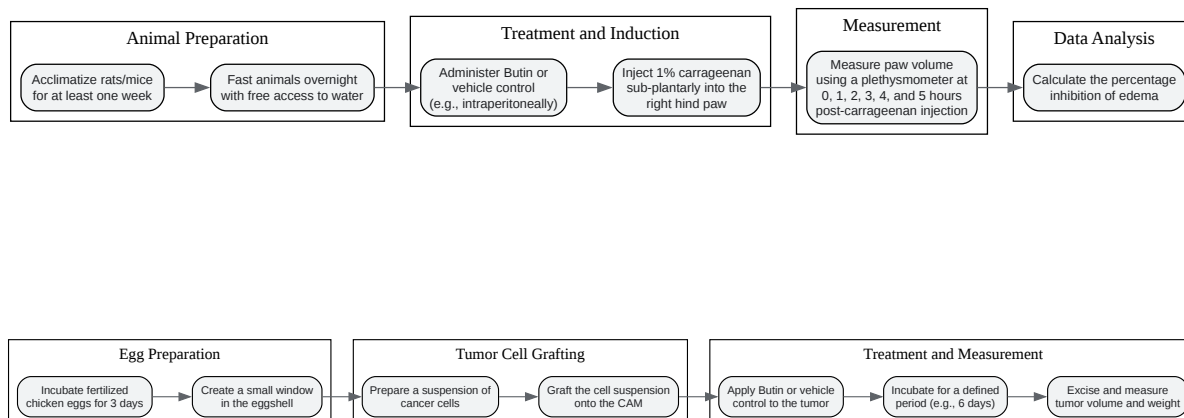 Animal Preparation
Acclimatize rats/mice
for at least one week
Fast animals overnight
with free access to water
Treatment and Induction
Administer Butin or
vehicle control
(e.g., intraperitoneally)
Inject 1% carrageenan
sub-plantarly into the
right hind paw
Measurement
Measure paw volume
using a plethysmometer at
0, 1, 2, 3, 4, and 5 hours
post-carrageenan injection
Data Analysis
Calculate the percentage
inhibition of edema
Egg Preparation
Incubate fertilized
chicken eggs for 3 days
Create a small window
in the eggshell
Tumor Cell Grafting
Prepare a suspension of
cancer cells
Graft the cell suspension
onto the CAM
Treatment and Measurement
Apply Butin or vehicle
control to the tumor
Incubate for a defined
period (e.g., 6 days)
Excise and measure
tumor volume and weight